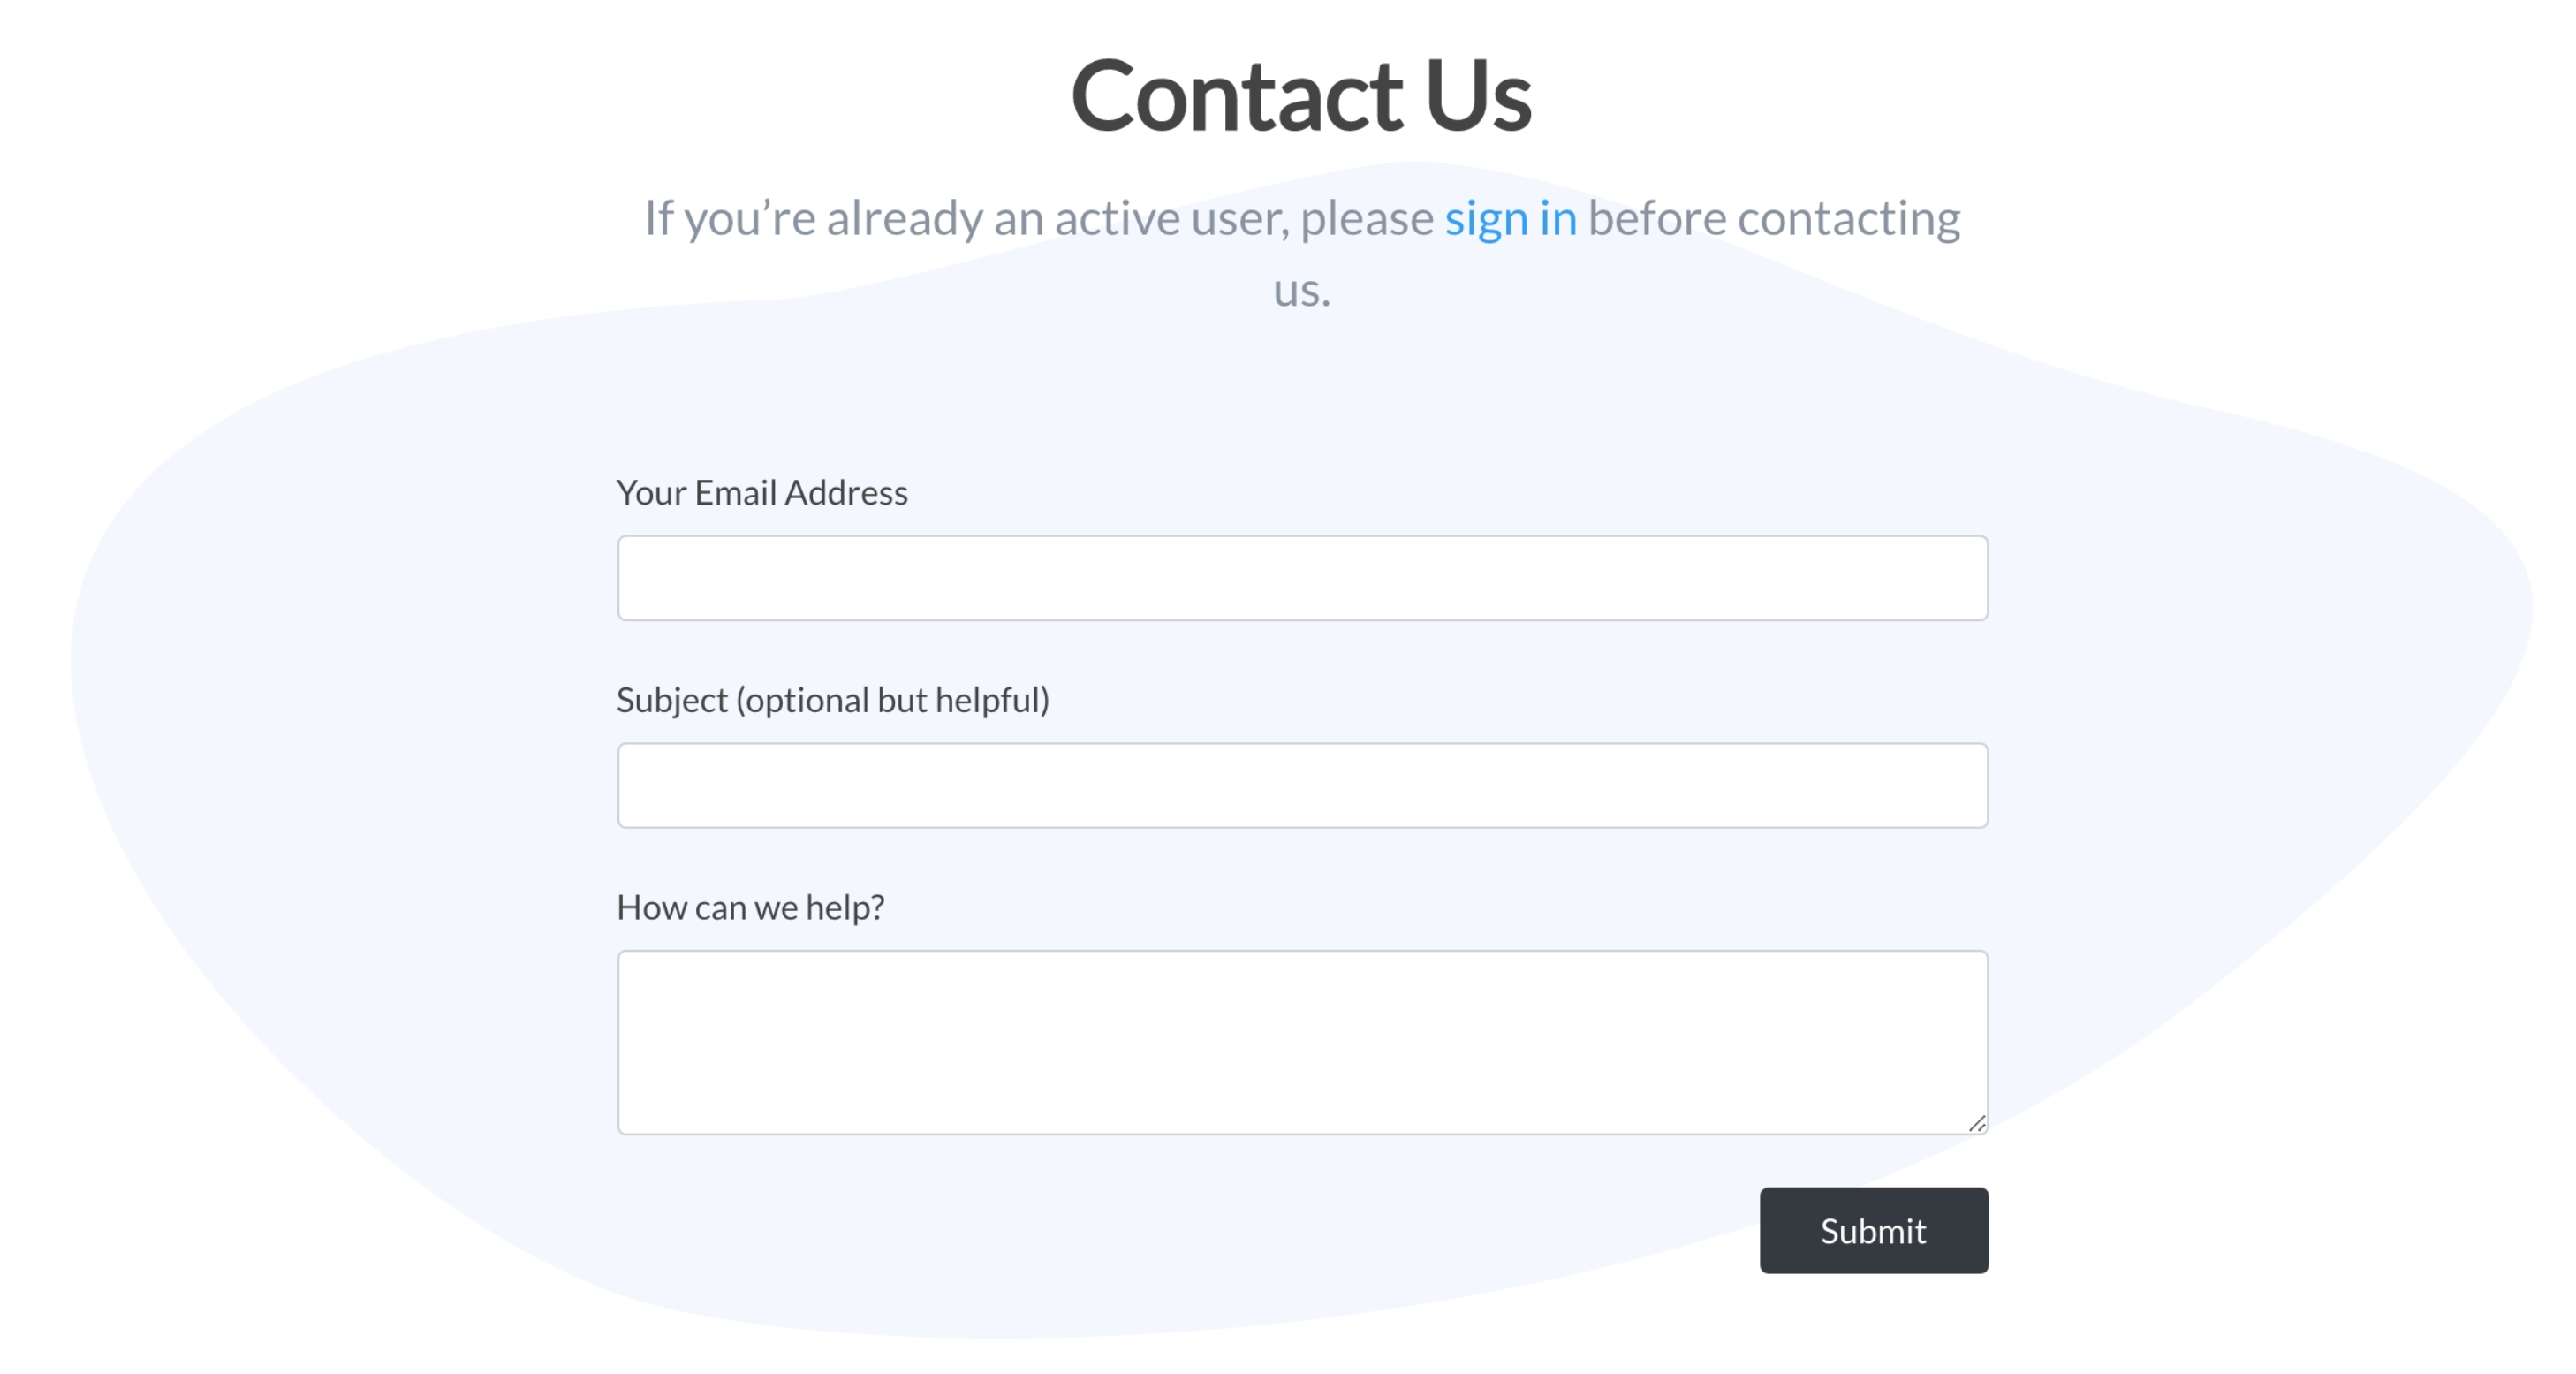 Contact Us
If you’re already an active user, please sign in before contacting
us.
Your Email Address
Subject (optional but helpful)
How can we help?
Submit